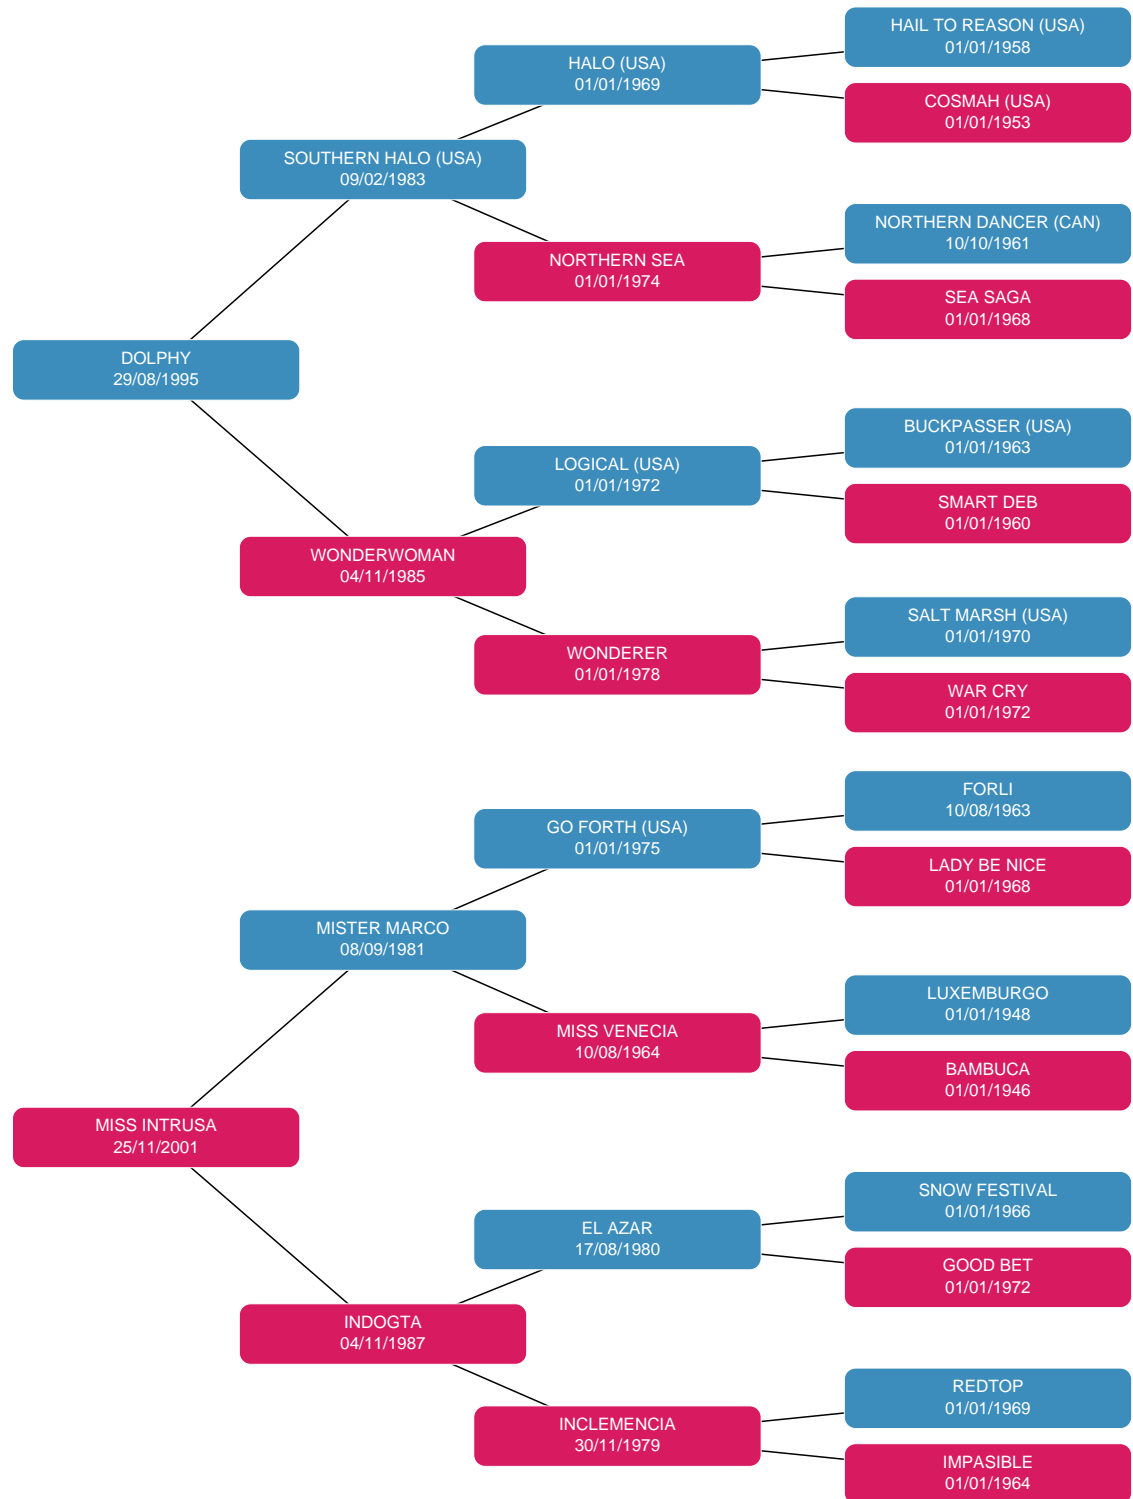 HAIL TO REASON (USA)
01/01/1958
HALO (USA)
01/01/1969
COSMAH (USA)
01/01/1953
SOUTHERN HALO (USA)
09/02/1983
NORTHERN DANCER (CAN)
10/10/1961
NORTHERN SEA
01/01/1974
SEA SAGA
01/01/1968
DOLPHY
29/08/1995
BUCKPASSER (USA)
01/01/1963
LOGICAL (USA)
01/01/1972
SMART DEB
01/01/1960
WONDERWOMAN
04/11/1985
SALT MARSH (USA)
01/01/1970
WONDERER
01/01/1978
WAR CRY
01/01/1972
FORLI
10/08/1963
GO FORTH (USA)
01/01/1975
LADY BE NICE
01/01/1968
MISTER MARCO
08/09/1981
LUXEMBURGO
01/01/1948
MISS VENECIA
10/08/1964
BAMBUCA
01/01/1946
MISS INTRUSA
25/11/2001
SNOW FESTIVAL
01/01/1966
EL AZAR
17/08/1980
GOOD BET
01/01/1972
INDOGTA
04/11/1987
REDTOP
01/01/1969
INCLEMENCIA
30/11/1979
IMPASIBLE
01/01/1964